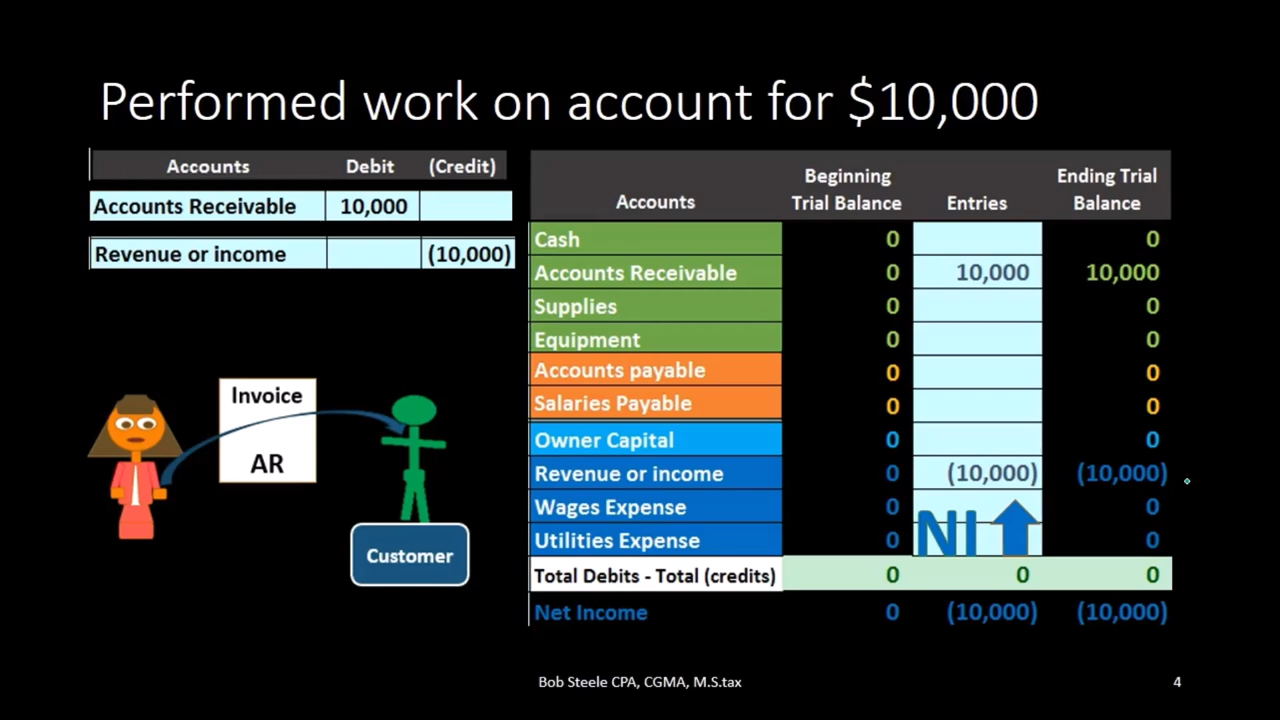 Performed work on account for $10,000
Accounts Debit (Credit)
Accounts Receivable 10,000
Revenue or income (10,000)
Invoice
AR
Customer
Accounts Beginning Trial Balance Entries Ending Trial Balance
Cash 0 0
Accounts Receivable 0 10,000 10,000
Supplies 0 0
Equipment 0 0
Accounts payable 0 0
Salaries Payable 0 0
Owner Capital 0 0
Revenue or income 0 (10,000) (10,000)
Wages Expense 0 0
Utilities Expense 0 NI 0
Total Debits - Total (credits) 0 0 0
Net Income 0 (10,000) (10,000)
Bob Steele CPA, CGMA, M.S.tax 4